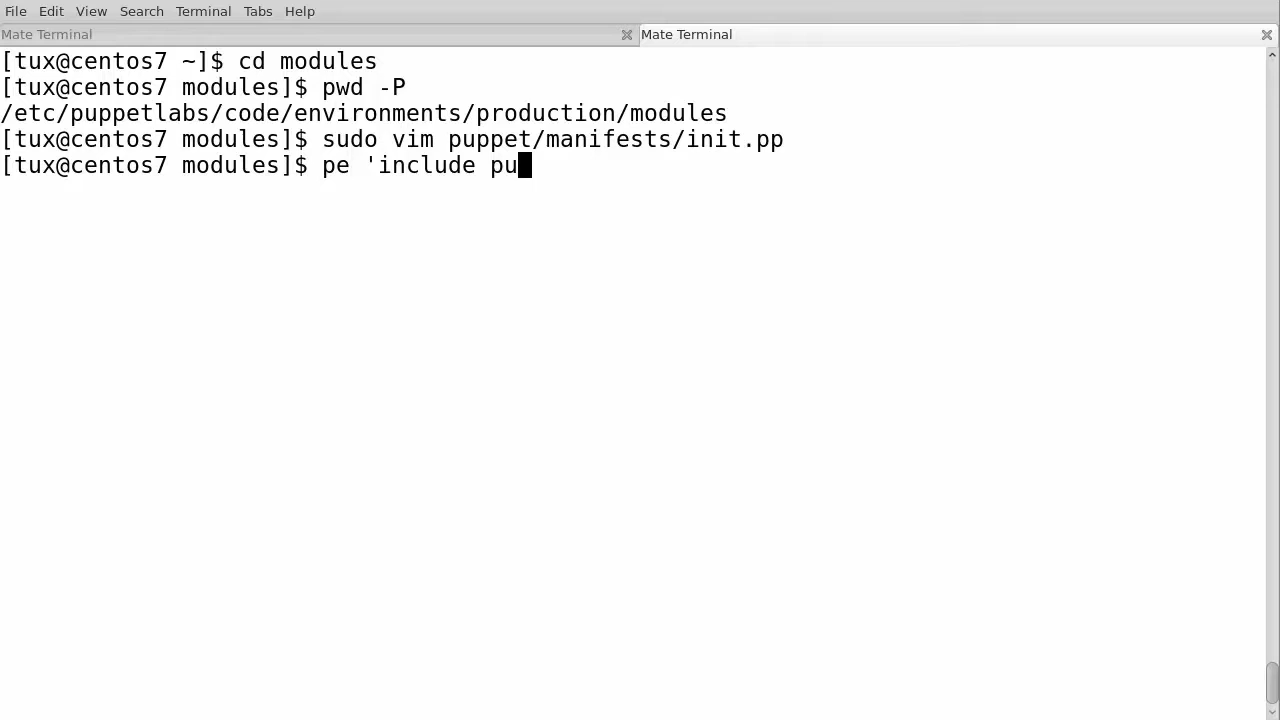 File Edit View Search Terminal Tabs Help
Mate Terminal
Mate Terminal
[tux@centos7 ~]$ cd modules
[tux@centos7 modules]$ pwd -P
/etc/puppetlabs/code/environments/production/modules
[tux@centos7 modules]$ sudo vim puppet/manifests/init.pp
[tux@centos7 modules]$ pe 'include pu